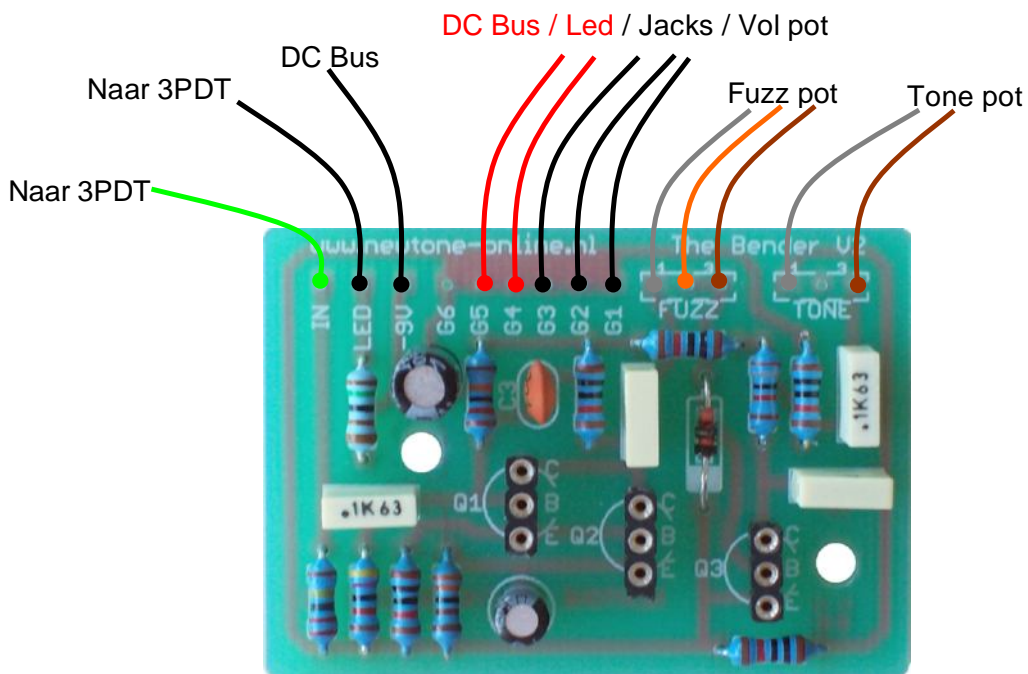 DC Bus / Led / Jacks / Vol pot
DC Bus
Naar 3PDT
Fuzz pot
Tone pot
Naar 3PDT
www.newtone-online.nl
The Bender V2
1 3
1 3
IN
LED
-9V
G6
G5
G4
G3
G2
G1
FUZZ
TONE
C3
.1K63
.1K63
Q1
C
B
E
Q2
C
B
E
Q3
C
B
E